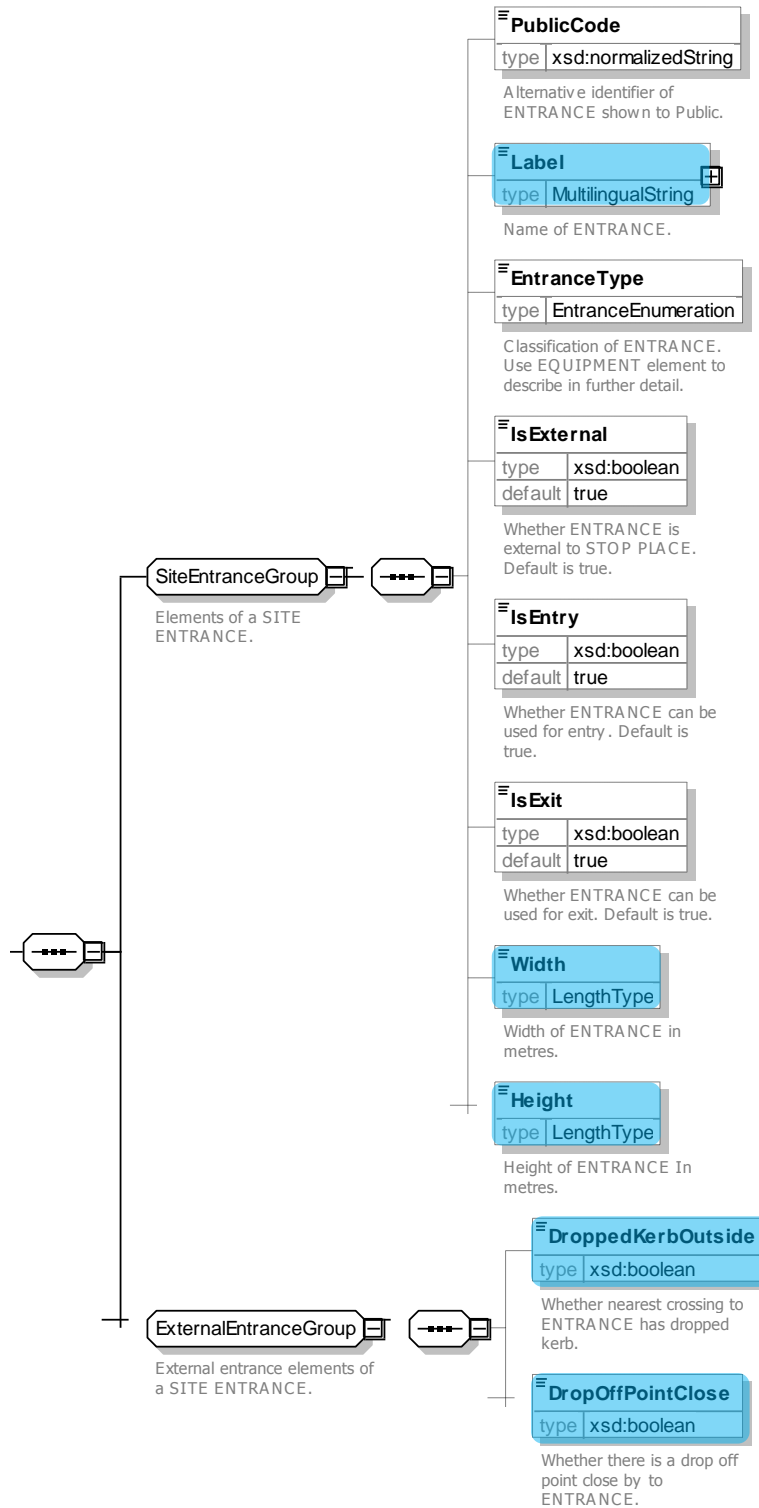 PublicCode
type xsd:normalizedString
Alternative identifier of
ENTRANCE shown to Public.
Label
type MultilingualString
Name of ENTRANCE.
EntranceType
type EntranceEnumeration
Classification of ENTRANCE.
Use EQUIPMENT element to
describe in further detail.
IsExternal
type xsd:boolean
default true
Whether ENTRANCE is
external to STOP PLACE.
Default is true.
SiteEntranceGroup
Elements of a SITE
ENTRANCE.
IsEntry
type xsd:boolean
default true
Whether ENTRANCE can be
used for entry. Default is
true.
IsExit
type xsd:boolean
default true
Whether ENTRANCE can be
used for exit. Default is true.
Width
type LengthType
Width of ENTRANCE in
metres.
Height
type LengthType
Height of ENTRANCE In
metres.
DroppedKerbOutside
type xsd:boolean
Whether nearest crossing to
ENTRANCE has dropped
kerb.
ExternalEntranceGroup
External entrance elements of
a SITE ENTRANCE.
DropOffPointClose
type xsd:boolean
Whether there is a drop off
point close by to
ENTRANCE.